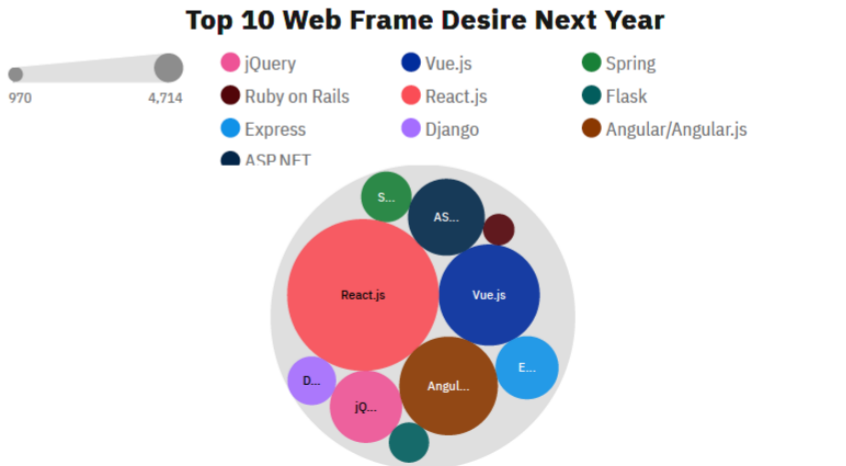 Top 10 Web Frame Desire Next Year
970
4,714
jQuery
Vue.js
Spring
Ruby on Rails
React.js
Flask
Express
Django
Angular/Angular.js
ASP.NET
S...
AS...
React.js
Vue.js
E...
Angul...
D...
jQ...